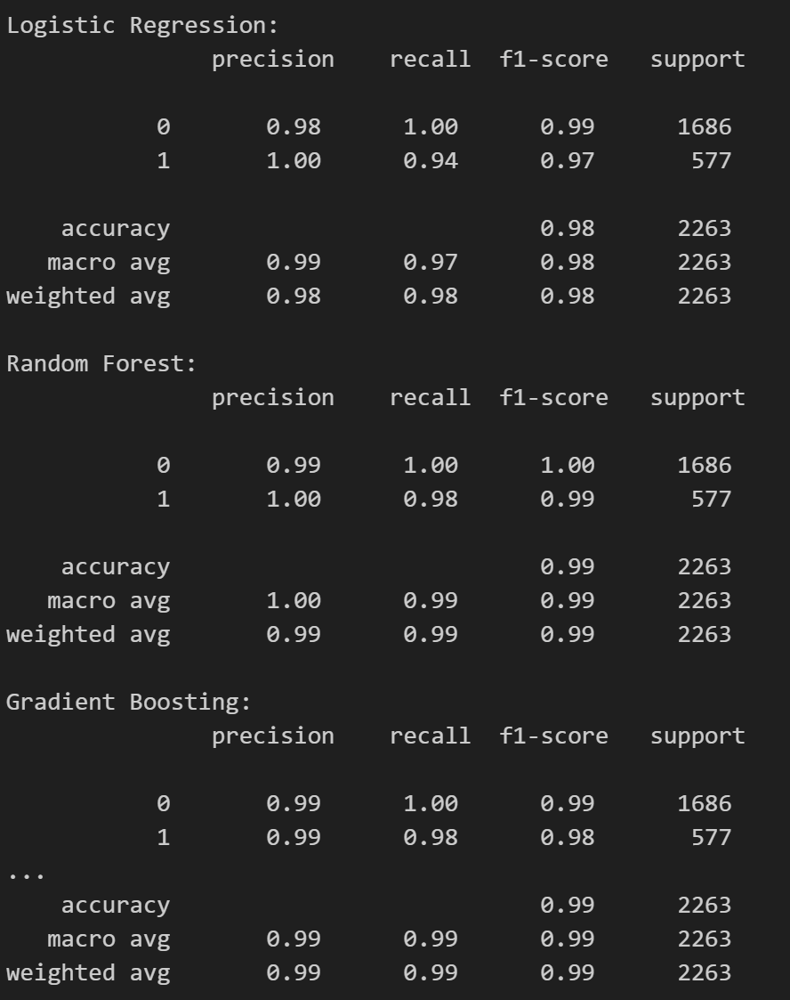 Logistic Regression:
precision recall f1-score support
0 0.98 1.00 0.99 1686
1 1.00 0.94 0.97 577
accuracy 0.98 2263
macro avg 0.99 0.97 0.98 2263
weighted avg 0.98 0.98 0.98 2263
Random Forest:
precision recall f1-score support
0 0.99 1.00 1.00 1686
1 1.00 0.98 0.99 577
accuracy 0.99 2263
macro avg 1.00 0.99 0.99 2263
weighted avg 0.99 0.99 0.99 2263
Gradient Boosting:
precision recall f1-score support
0 0.99 1.00 0.99 1686
1 0.99 0.98 0.98 577
...
accuracy 0.99 2263
macro avg 0.99 0.99 0.99 2263
weighted avg 0.99 0.99 0.99 2263